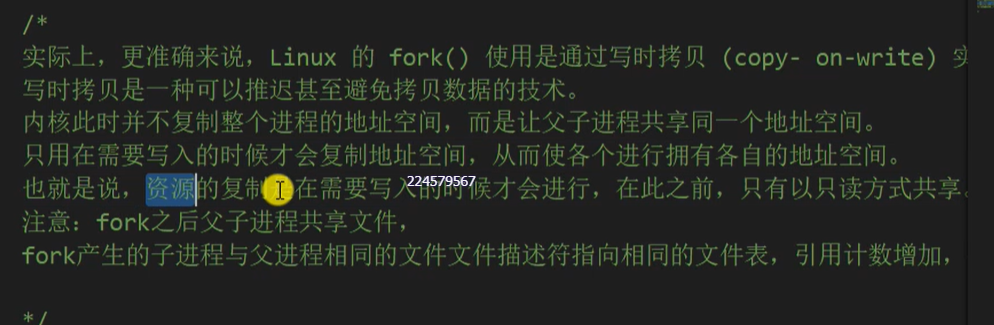 /*
实际上，更准确来说，Linux 的 fork() 使用是通过写时拷贝 (copy- on-write) 实
写时拷贝是一种可以推迟甚至避免拷贝数据的技术。
内核此时并不复制整个进程的地址空间，而是让父子进程共享同一个地址空间。
只用在需要写入的时候才会复制地址空间，从而使各个进行拥有各自的地址空间。
也就是说，资源的复制是在需要写入的时候才会进行，在此之前，只有以只读方式共享。
224579567
注意：fork之后父子进程共享文件，
fork产生的子进程与父进程相同的文件文件描述符指向相同的文件表，引用计数增加，
*/